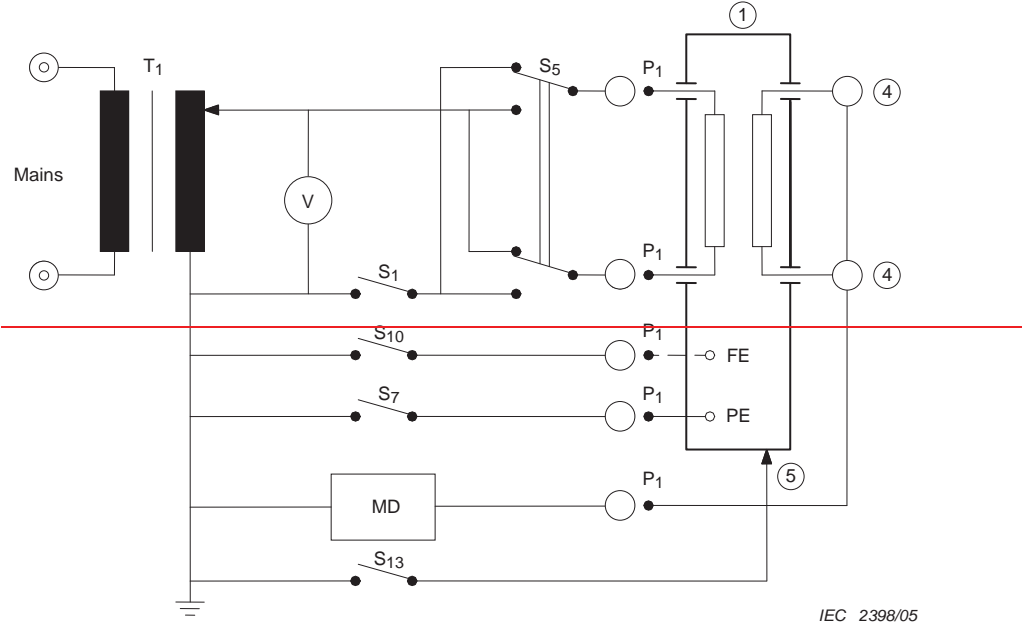 1
T1
S5
P1
4
Mains
V
P1
S1
4
S10
P1
FE
S7
P1
PE
P1
5
MD
S13
IEC 2398/05